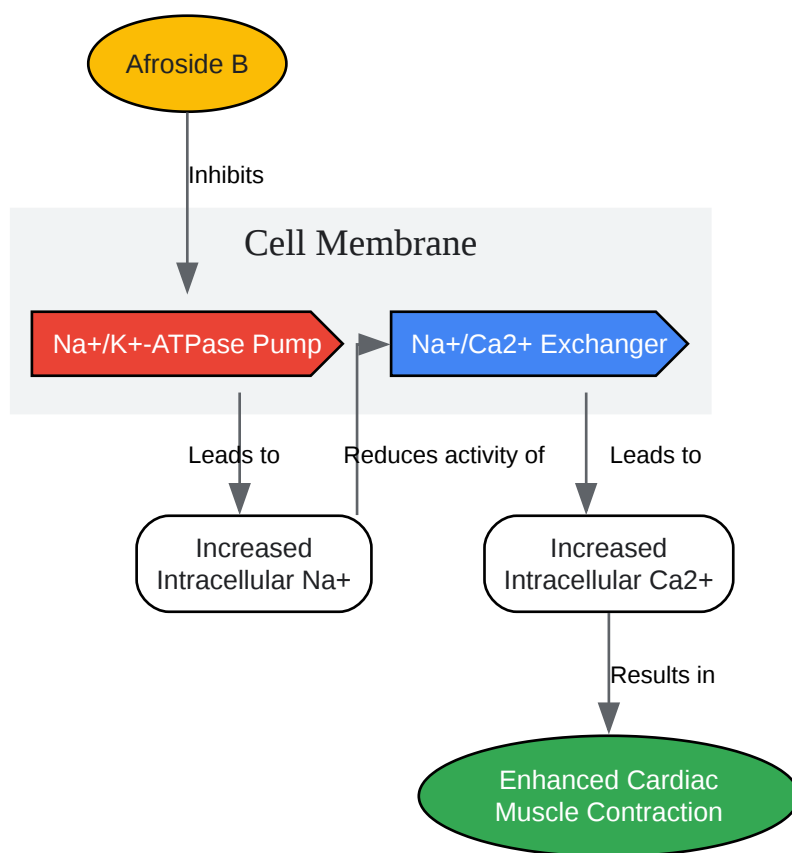 Afroside B
Inhibits
Cell Membrane
Na+/K+-ATPase Pump
Na+/Ca2+ Exchanger
Leads to
Reduces activity of
Leads to
Increased
Intracellular Na+
Increased
Intracellular Ca2+
Results in
Enhanced Cardiac
Muscle Contraction